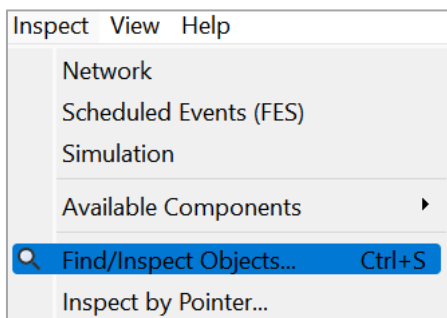 Inspect View Help
Network
Scheduled Events (FES)
Simulation
Available Components
Find/Inspect Objects... Ctrl+S
Inspect by Pointer...